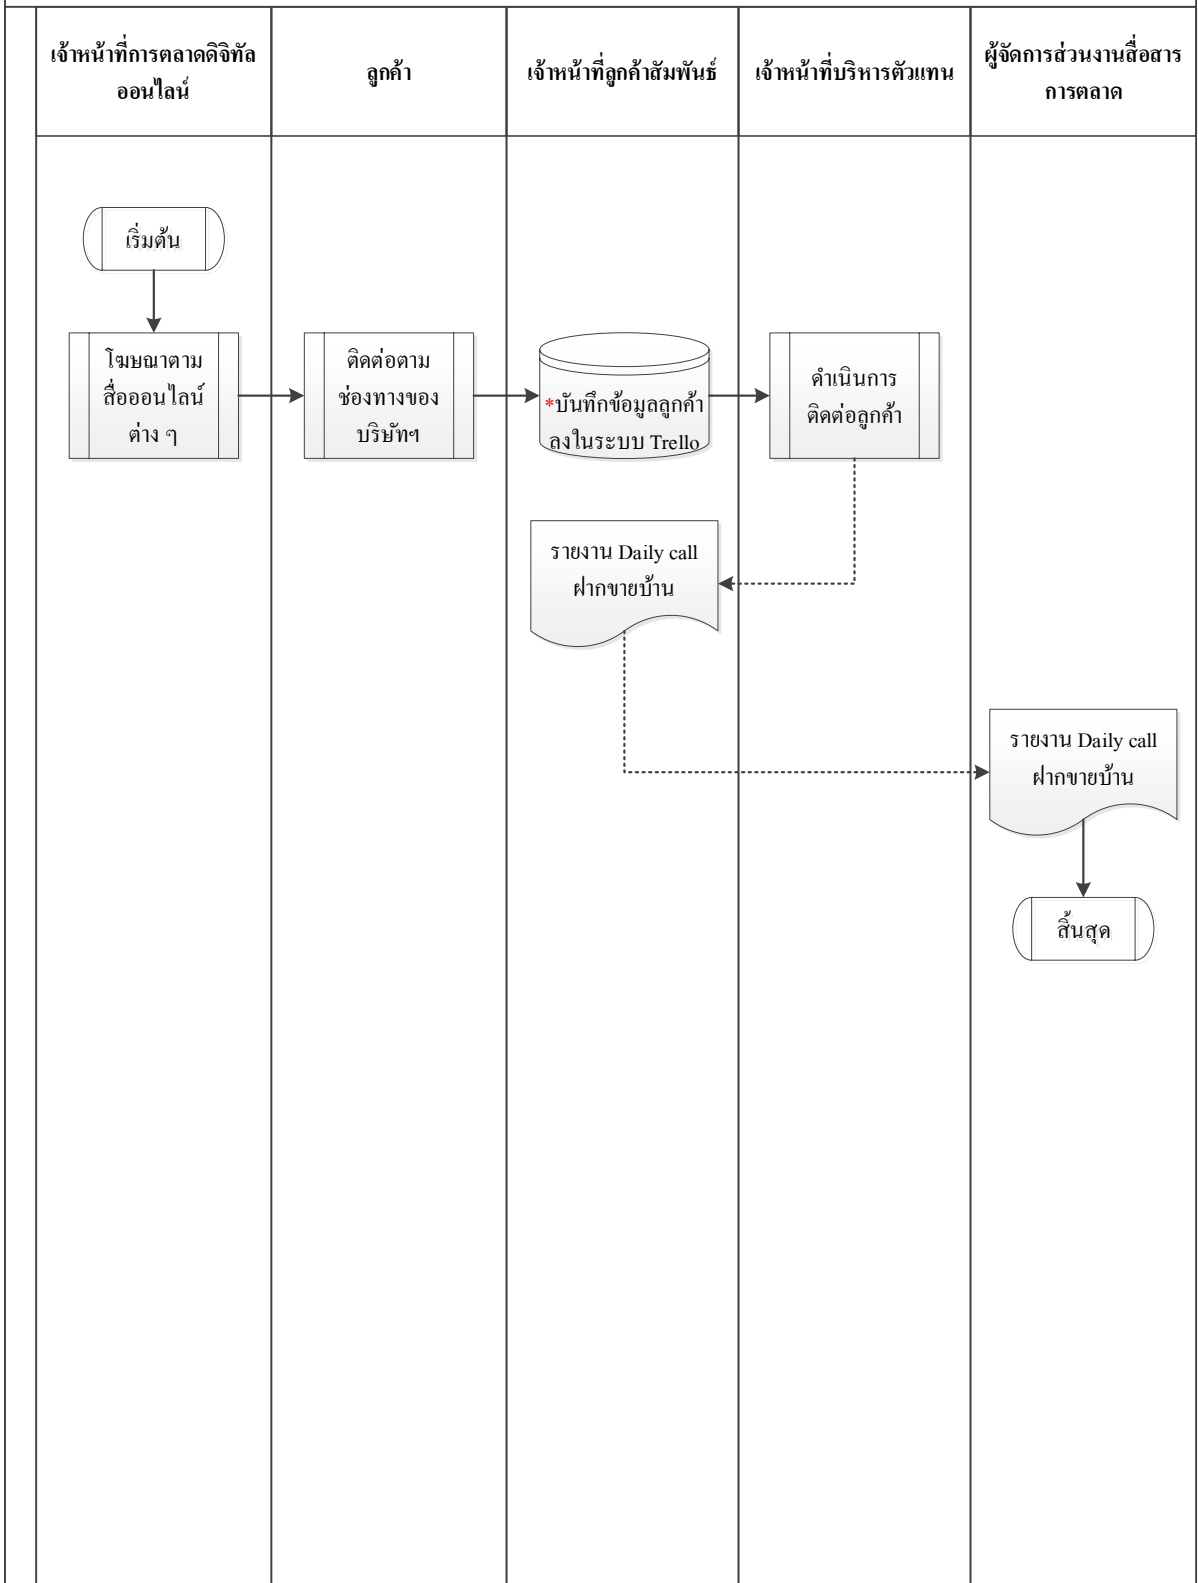 เจ้าหน้าที่การตลาดดิจิทัล
ออนไลน์
ลูกค้า
เจ้าหน้าที่ลูกค้าสัมพันธ์
เจ้าหน้าที่บริหารตัวแทน
ผู้จัดการส่วนงานสื่อสาร
การตลาด
เริ่มต้น
โฆษณาตาม
สื่อออนไลน์
ต่าง ๆ
ติดต่อตาม
ช่องทางของ
บริษัทฯ
*บันทึกข้อมูลลูกค้า
ลงในระบบ Trello
ดำเนินการ
ติดต่อลูกค้า
รายงาน Daily call
ฝากขายบ้าน
รายงาน Daily call
ฝากขายบ้าน
สิ้นสุด